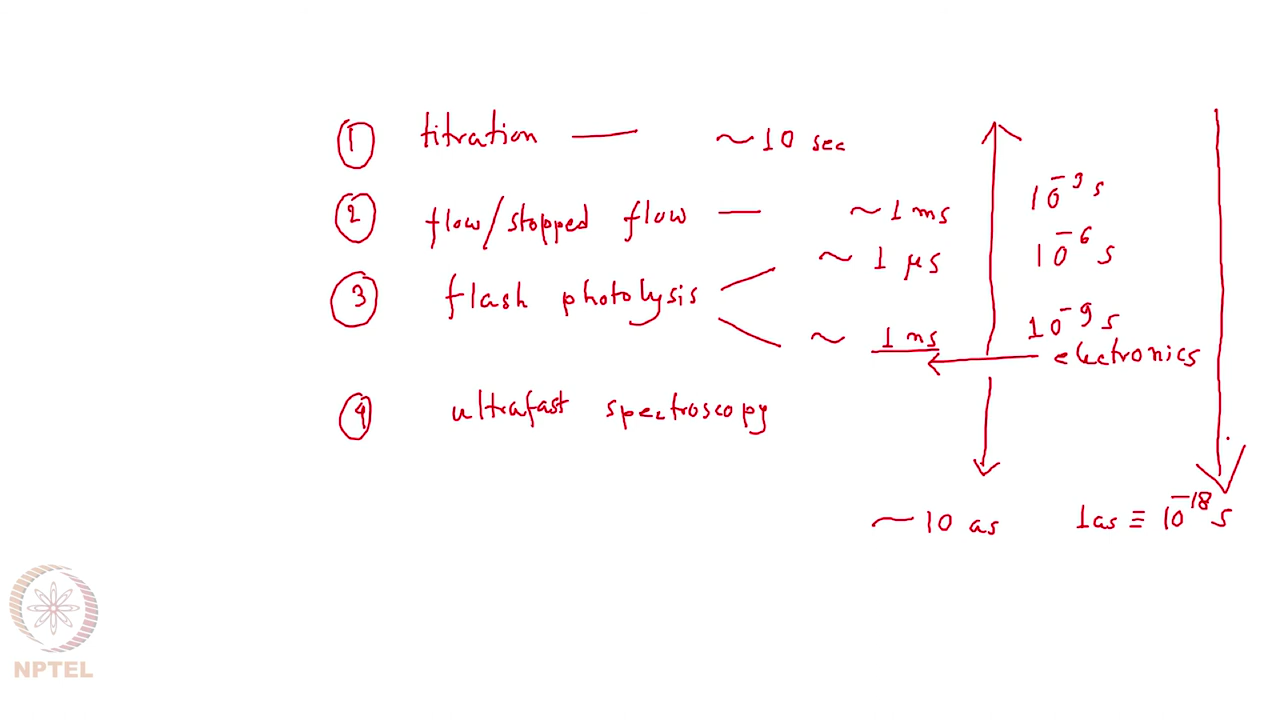 ① titration — ~10 sec
② flow/stopped flow — ~1 ms 10⁻³ s
~ 1 μs 10⁻⁶ s
③ flash photolysis
~ 1 ns 10⁻⁹ s
electronics
④ ultrafast spectroscopy
~10 as 1as ≡ 10⁻¹⁸ s
NPTEL